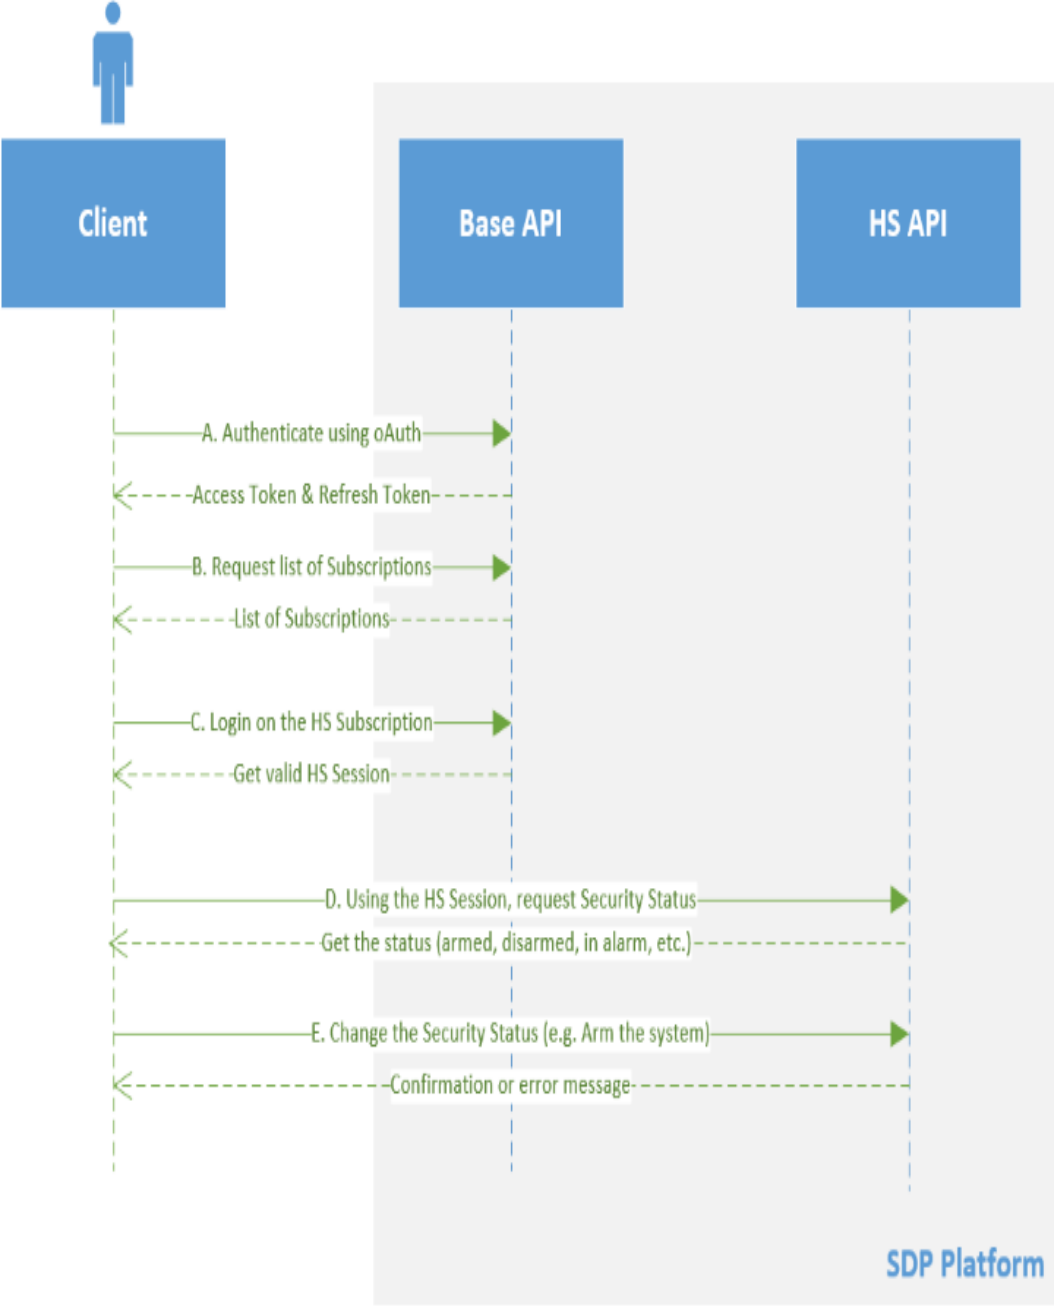 Client
Base API
HS API
A. Authenticate using oAuth
Access Token & Refresh Token
B. Request list of Subscriptions
List of Subscriptions
C. Login on the HS Subscription
Get valid HS Session
D. Using the HS Session, request Security Status
Get the status (armed, disarmed, in alarm, etc.)
E. Change the Security Status (e.g. Arm the system)
Confirmation or error message
SDP Platform